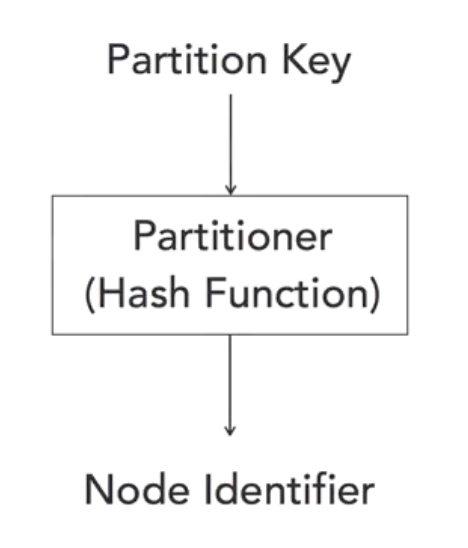 Partition Key
Partitioner
(Hash Function)
Node Identifier